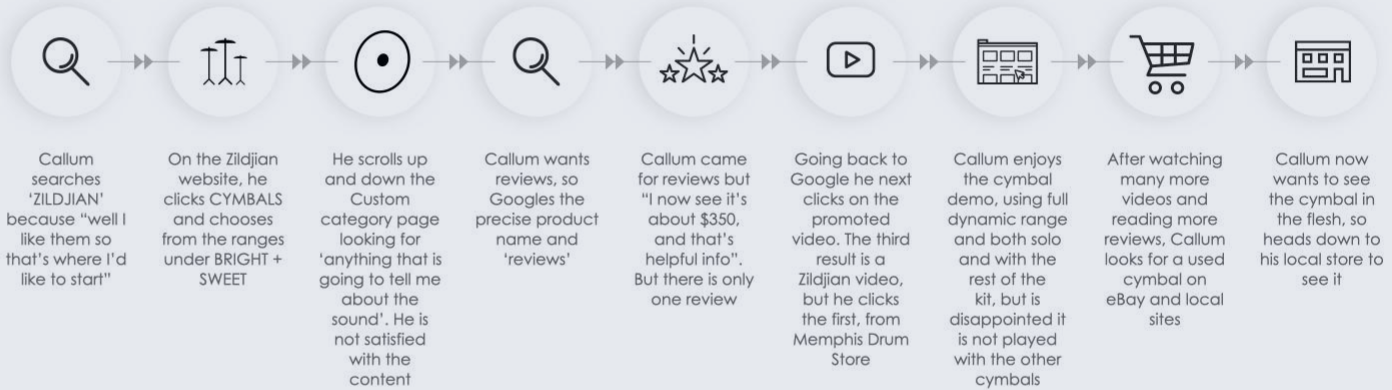 Callum
searches
‘ZILDJIAN’
because “well I
like them so
that’s where I’d
like to start”
On the Zildjian
website, he
clicks CYMBALS
and chooses
from the ranges
under BRIGHT +
SWEET
He scrolls up
and down the
Custom
category page
looking for
‘anything that is
going to tell me
about the
sound’. He is
not satisfied
with the
content
Callum wants
reviews, so
Googles the
precise product
name and
‘reviews’
Callum came
for reviews but
“I now see it’s
about $350,
and that’s
helpful info”.
But there is only
one review
Going back to
Google he next
clicks on the
promoted
video. The third
result is a
Zildjian video,
but he clicks
the first, from
Memphis Drum
Store
Callum enjoys
the cymbal
demo, using full
dynamic range
and both solo
and with the
rest of the
kit, but is
disappointed it
is not played
with the other
cymbals
After watching
many more
videos and
reading more
reviews, Callum
looks for a used
cymbal on
eBay and local
sites
Callum now
wants to see
the cymbal in
the flesh, so
heads down to
his local store to
see it